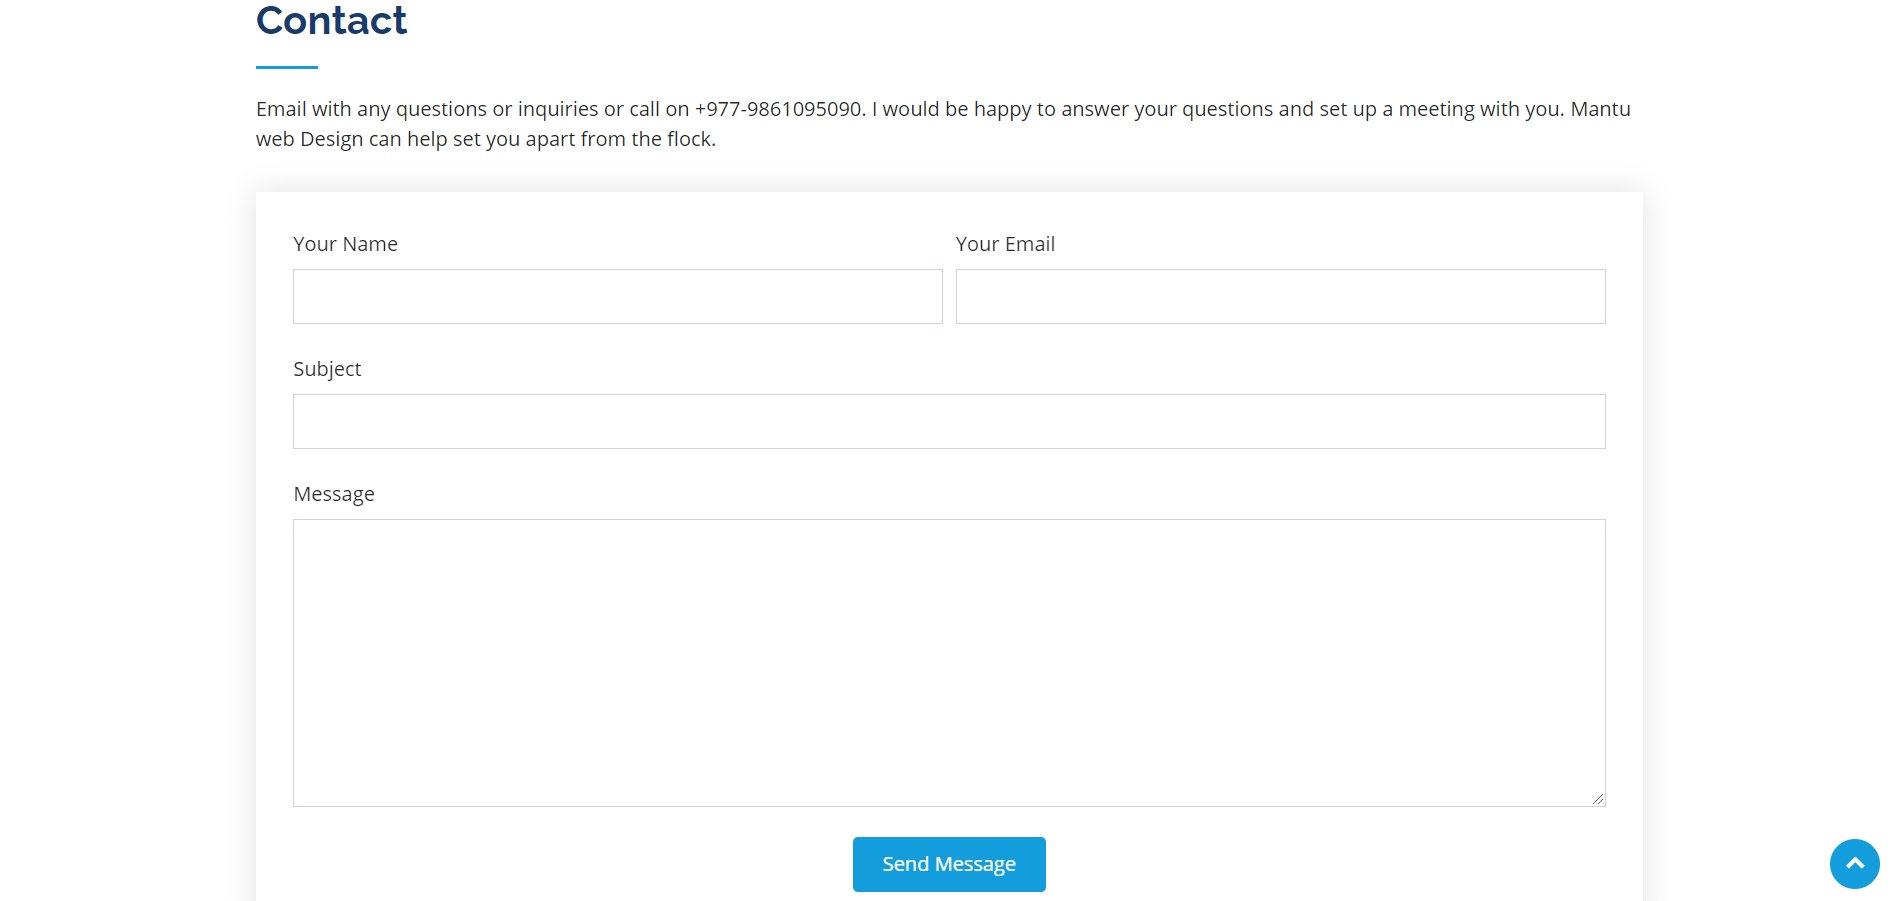 Contact
Email with any questions or inquiries or call on +977-9861095090. I would be happy to answer your questions and set up a meeting with you. Mantu
web Design can help set you apart from the flock.
Your Name
Your Email
Subject
Message
Send Message